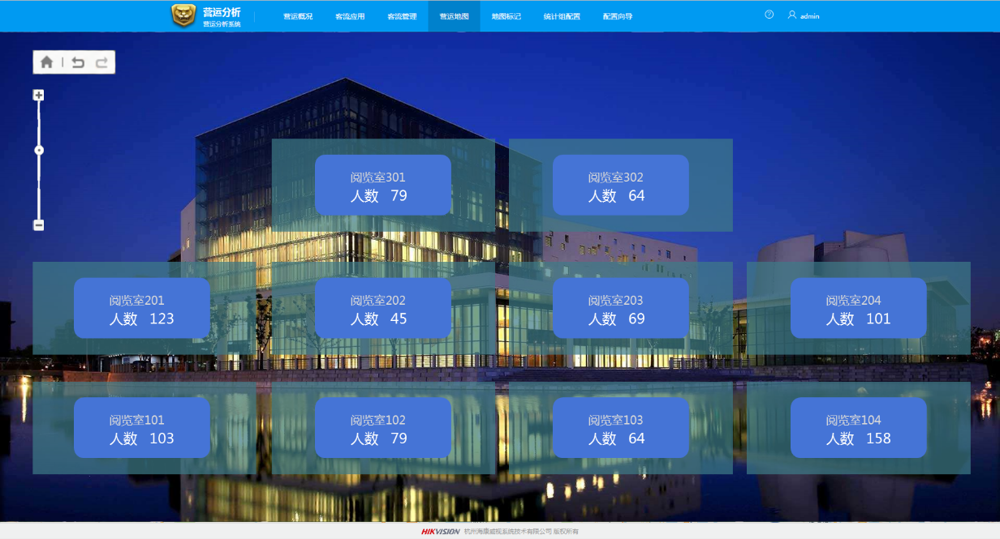 营运分析
营运分析系统
营运概况 客流应用 客流管理 营运地图 地图标记 统计组配置 配置向导
admin
阅览室301
人数 79
阅览室302
人数 64
阅览室201
人数 123
阅览室202
人数 45
阅览室203
人数 69
阅览室204
人数 101
阅览室101
人数 103
阅览室102
人数 79
阅览室103
人数 64
阅览室104
人数 158
HIKVISION 杭州海康威视系统技术有限公司 版权所有